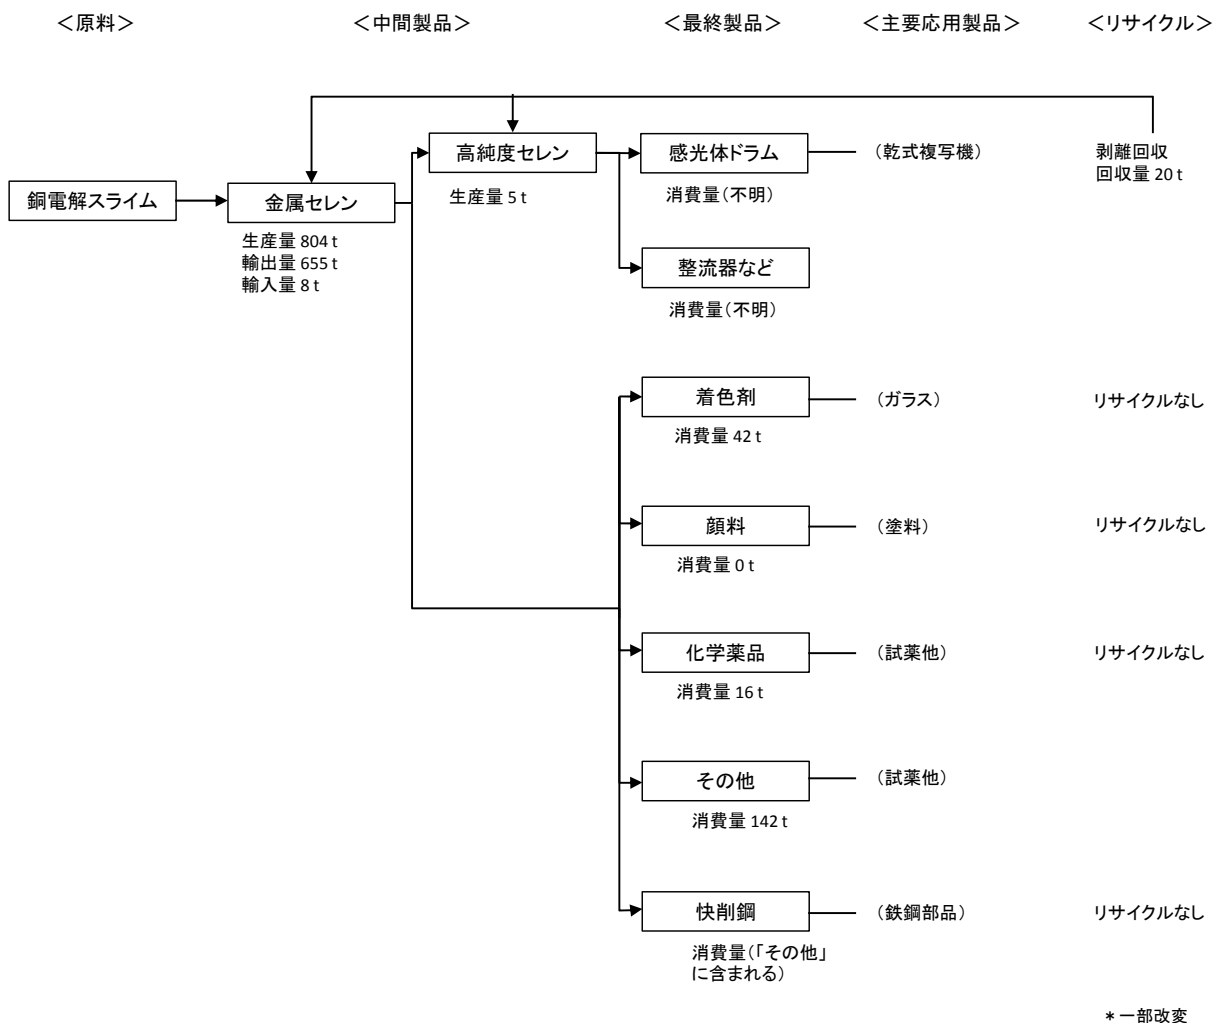 ＜原料＞
＜中間製品＞
＜最終製品＞
＜主要応用製品＞
＜リサイクル＞
銅電解スライム
金属セレン
生産量 804 t
輸出量 655 t
輸入量 8 t
高純度セレン
生産量 5 t
感光体ドラム
消費量（不明）
（乾式複写機）
剥離回収
回収量 20 t
整流器など
消費量（不明）
着色剤
消費量 42 t
（ガラス）
リサイクルなし
顔料
消費量 0 t
（塗料）
リサイクルなし
化学薬品
消費量 16 t
（試薬他）
リサイクルなし
その他
消費量 142 t
（試薬他）
快削鋼
消費量（「その他」
に含まれる）
（鉄鋼部品）
リサイクルなし
＊一部改変